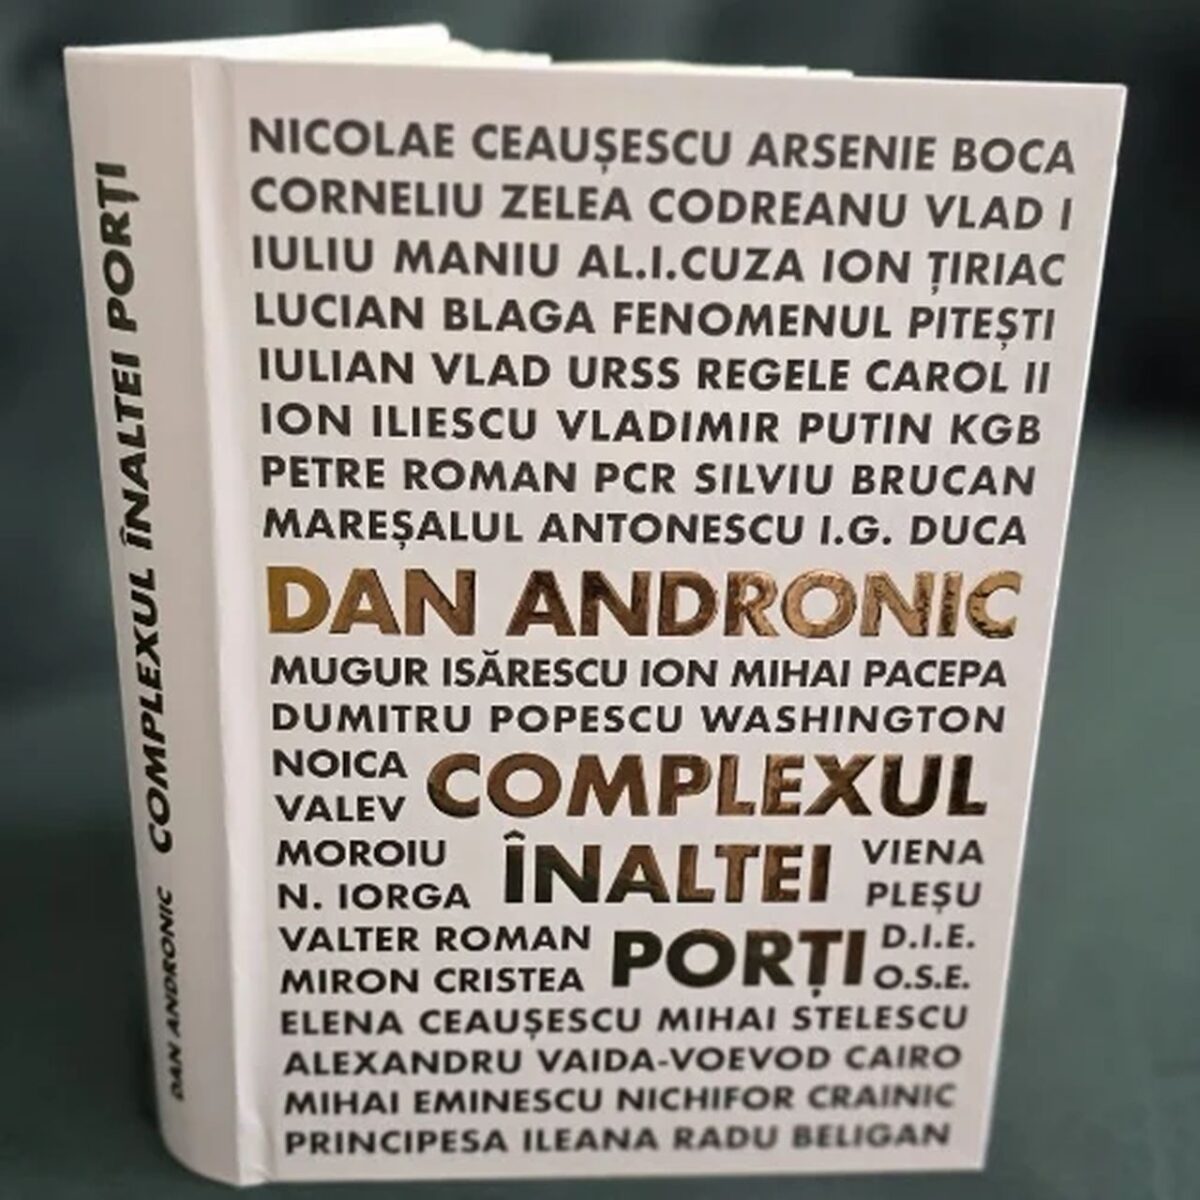 NICOLAE CEAUȘESCU ARSENIE BOCA
CORNELIU ZELEA CODREANU VLAD I
IULIU MANIU AL.I.CUZA ION ȚIRIAC
LUCIAN BLAGA FENOMENUL PITEȘTI
IULIAN VLAD URSS REGELE CAROL II
ION ILIESCU VLADIMIR PUTIN KGB
PETRE ROMAN PCR SILVIU BRUCAN
MAREȘALUL ANTONESCU I.G. DUCA
DAN ANDRONIC
MUGUR ISĂRESCU ION MIHAI PACEPA
DUMITRU POPESCU WASHINGTON
NOICA
VALEV
COMPLEXUL
MOROIU
N. IORGA
ÎNALTEI
VIENA
PLEȘU
VALTER ROMAN
MIRON CRISTEA
PORȚI
D.I.E.
O.S.E.
ELENA CEAUȘESCU MIHAI STELESCU
ALEXANDRU VAIDA-VOEVOD CAIRO
MIHAI EMINESCU NICHIFOR CRAINIC
PRINCIPESA ILEANA RADU BELIGAN
DAN ANDRONIC COMPLEXUL ÎNALTEI PORȚI